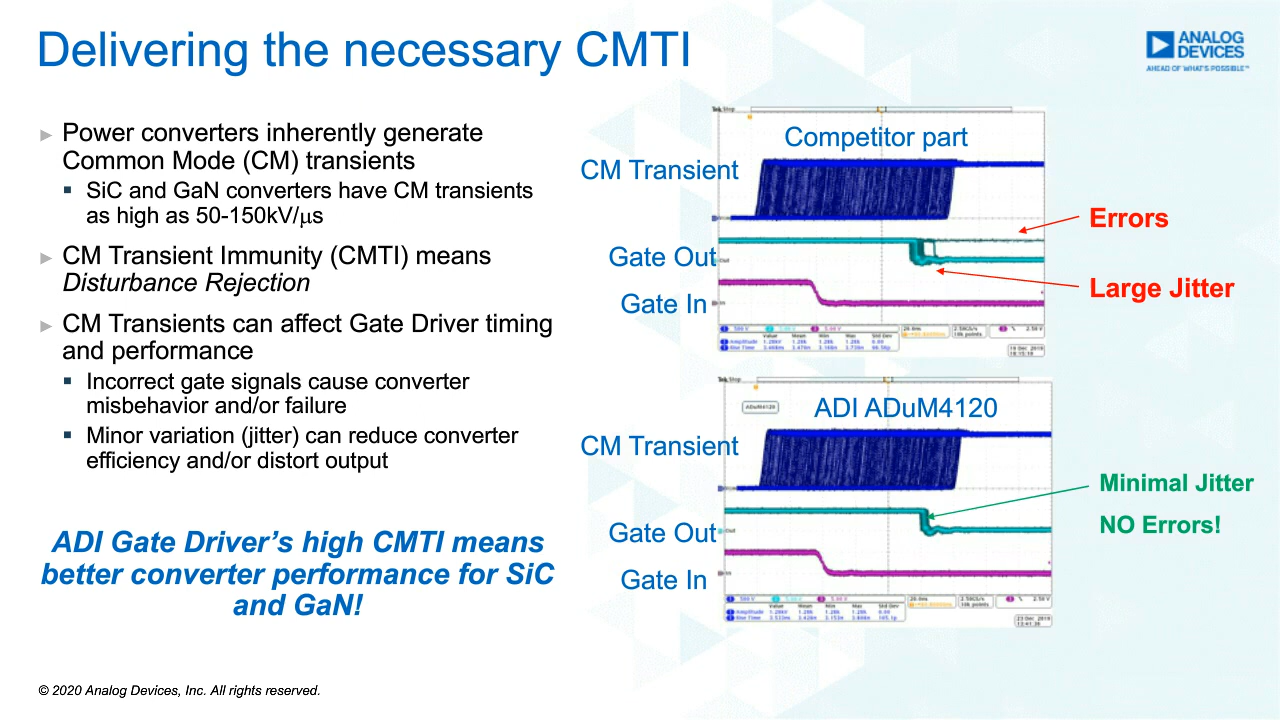 Delivering the necessary CMTI
ANALOG
DEVICES
AHEAD OF WHAT'S POSSIBLE™
Power converters inherently generate
Common Mode (CM) transients
SiC and GaN converters have CM transients
as high as 50-150kV/μs
CM Transient Immunity (CMTI) means
Disturbance Rejection
CM Transients can affect Gate Driver timing
and performance
Incorrect gate signals cause converter
misbehavior and/or failure
Minor variation (jitter) can reduce converter
efficiency and/or distort output
ADI Gate Driver's high CMTI means
better converter performance for SiC
and GaN!
Tek Stop
Competitor part
CM Transient
Gate Out
Gate In
Errors
Large Jitter
Tek Stop
ADuM4120
ADI ADuM4120
CM Transient
Gate Out
Gate In
Minimal Jitter
NO Errors!
© 2020 Analog Devices, Inc. All rights reserved.